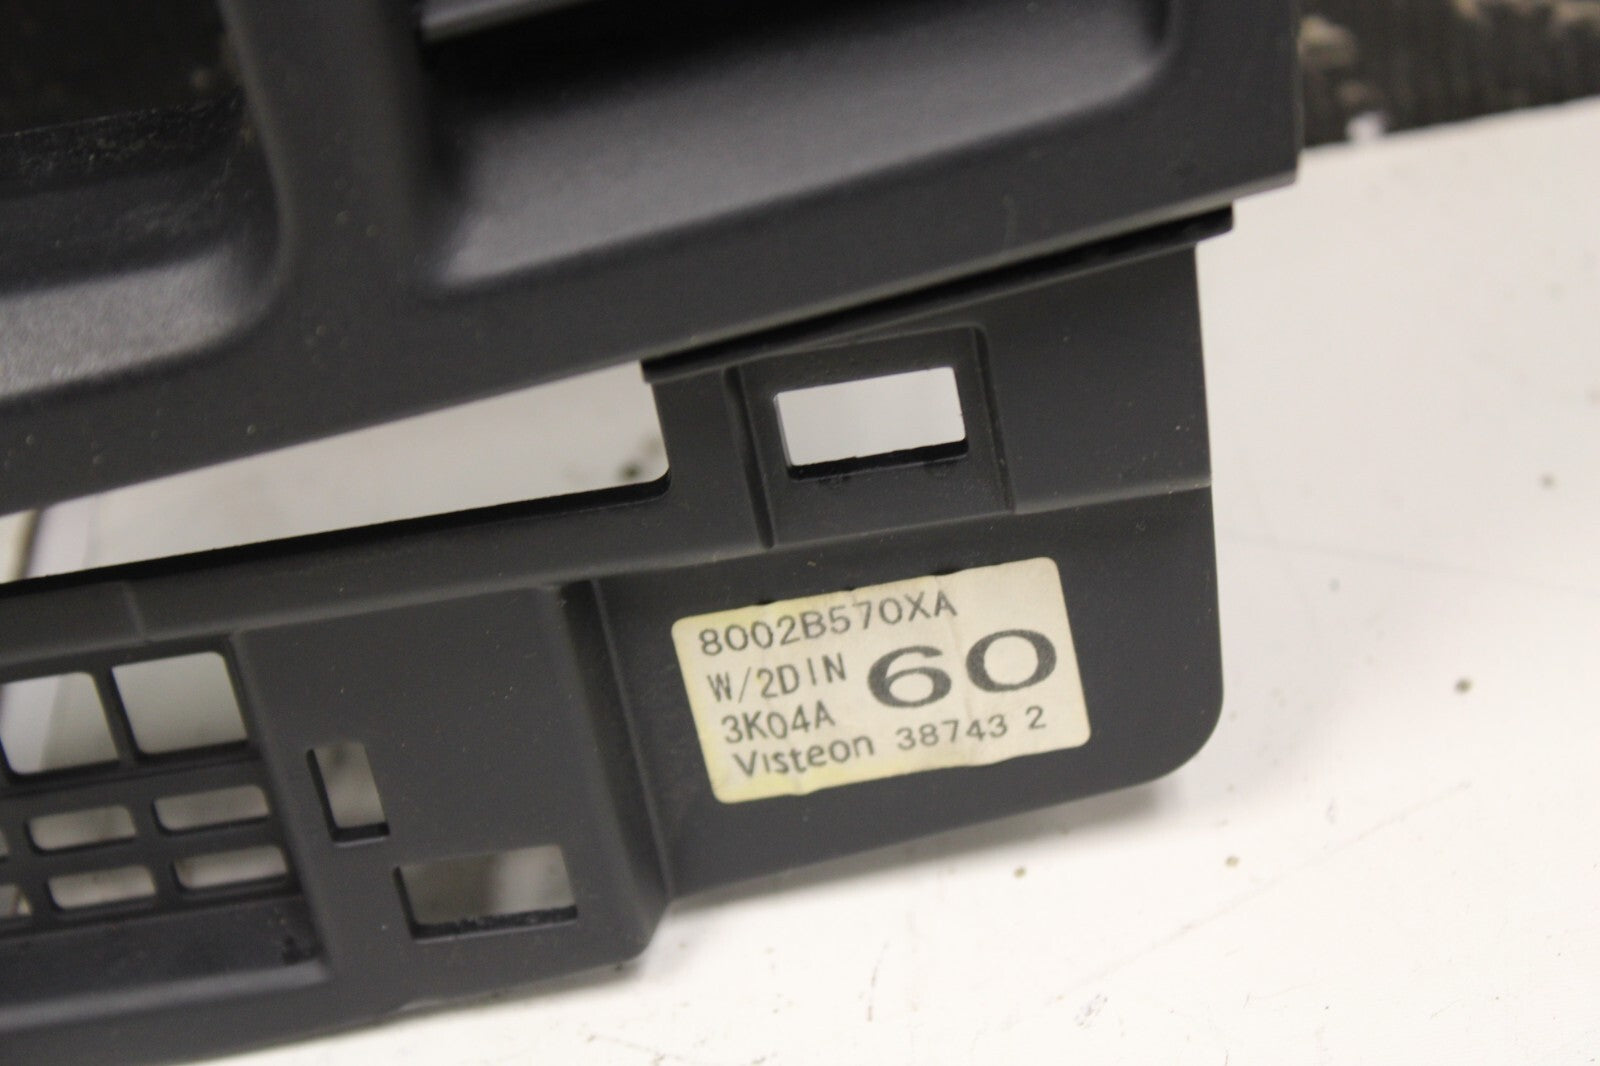 8002B570XA
W/2DIN 60
3K04A
Visteon 38743 2